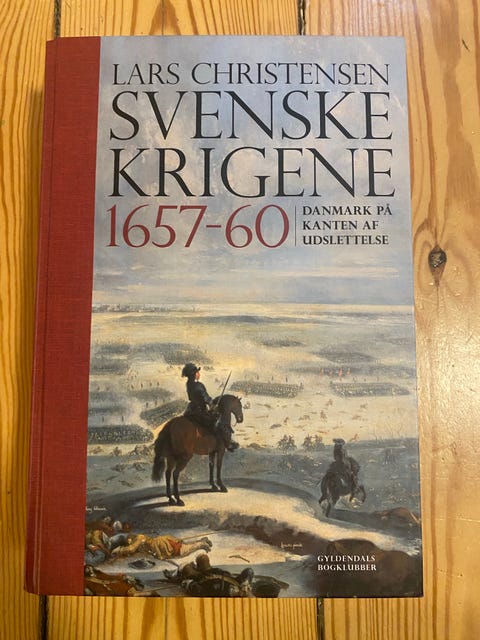 LARS CHRISTENSEN
SVENSKE
KRIGENE
1657-60
DANMARK PÅ
KANTEN AF
UDSLETTELSE
GYLDENDALS
BOGKLUBBER